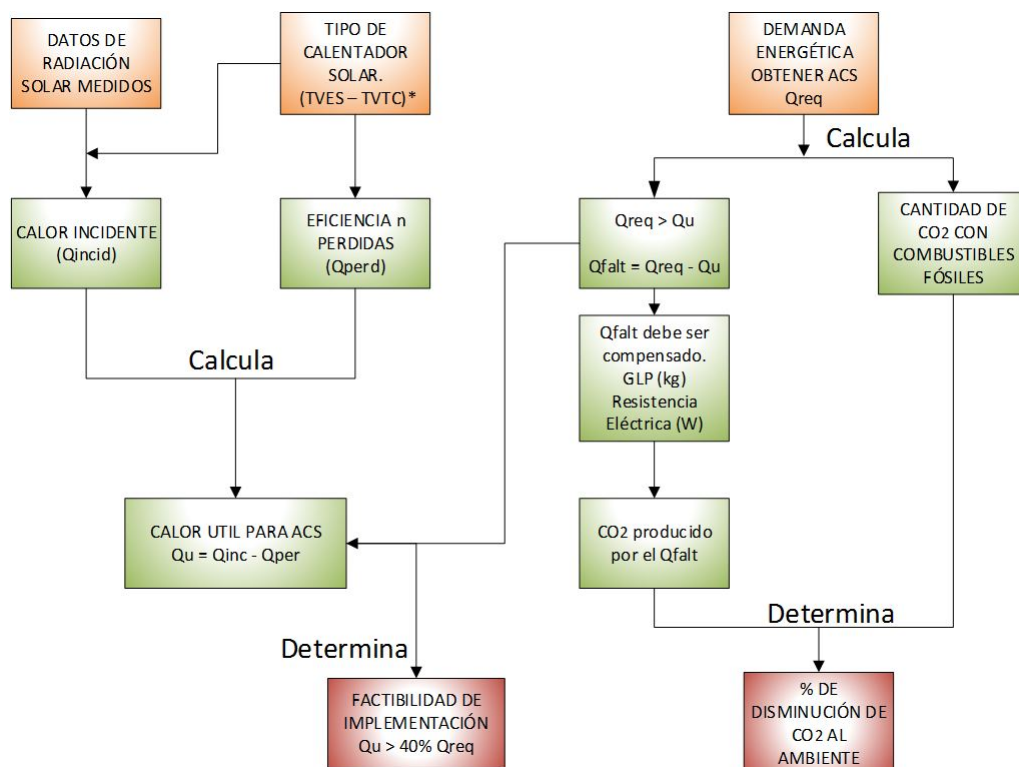 DATOS DE
RADIACIÓN
SOLAR MEDIDOS
TIPO DE
CALENTADOR
SOLAR.
(TVES – TVTC)*
DEMANDA
ENERGÉTICA
OBTENER ACS
Qreq
Calcula
CALOR INCIDENTE
(Qincid)
EFICIENCIA n
PERDIDAS
(Qperd)
Qreq > Qu
Qfalt = Qreq - Qu
CANTIDAD DE
CO2 CON
COMBUSTIBLES
FÓSILES
Calcula
Qfalt debe ser
compensado.
GLP (kg)
Resistencia
Eléctrica (W)
CALOR UTIL PARA ACS
Qu = Qinc - Qper
CO2 producido
por el Qfalt
Determina
Determina
FACTIBILIDAD DE
IMPLEMENTACIÓN
Qu > 40% Qreq
% DE
DISMINUCIÓN DE
CO2 AL
AMBIENTE